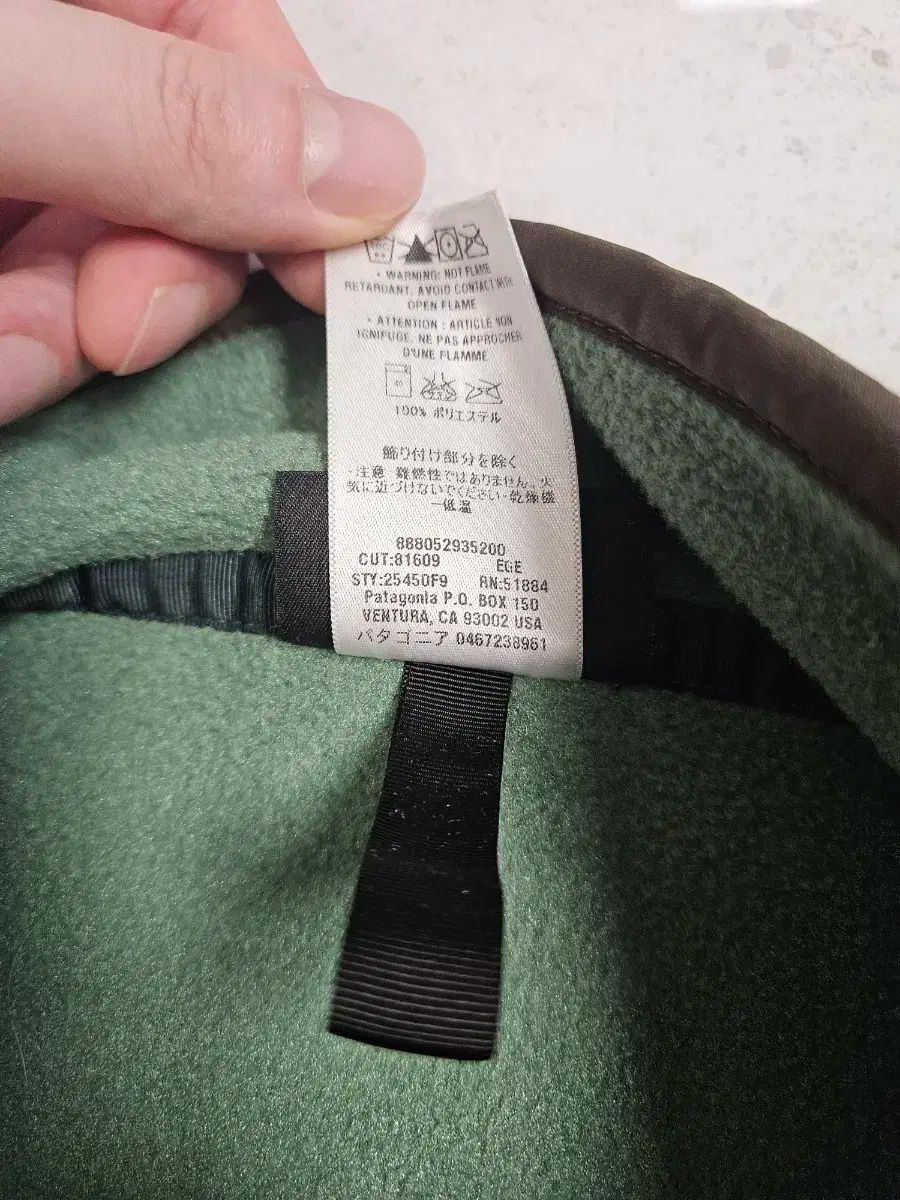 • WARNING: NOT FLAME
RETARDANT. AVOID CONTACT WITH
OPEN FLAME
• ATTENTION : ARTICLE NON
IGNIFUGE. NE PAS APPROCHER
D'UNE FLAMME
40
100% ポリエステル
飾り付け部分を除く
・注意 難燃性ではありません。火
気に近づけないでください・乾燥機
一低温
888052935200
CUT:81609 EGE
STY:25450F9 RN:51884
Patagonia P.O. BOX 150
VENTURA, CA 93002 USA
パタゴニア 0467238961